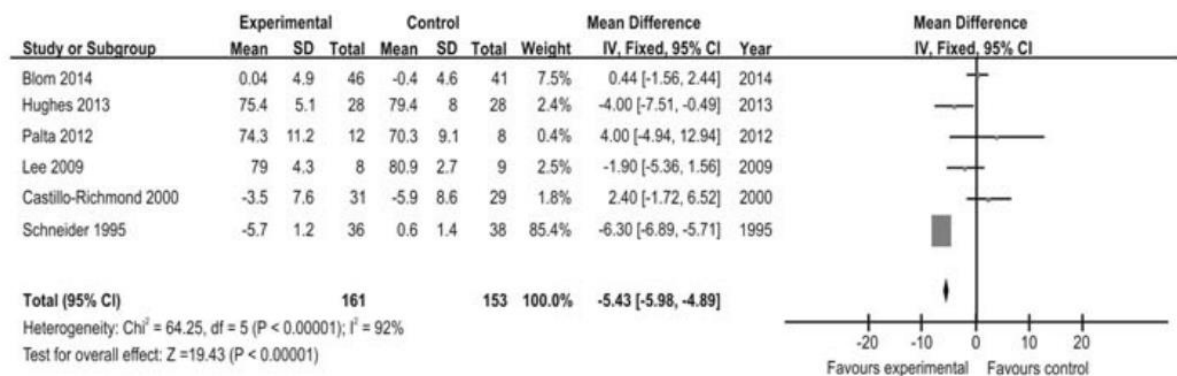 Experimental Control Mean Difference Mean Difference
Study or Subgroup Mean SD Total Mean SD Total Weight IV, Fixed, 95% CI Year IV, Fixed, 95% CI
Blom 2014 0.04 4.9 46 -0.4 4.6 41 7.5% 0.44 [-1.56, 2.44] 2014
Hughes 2013 75.4 5.1 28 79.4 8 28 2.4% -4.00 [-7.51, -0.49] 2013
Palta 2012 74.3 11.2 12 70.3 9.1 8 0.4% 4.00 [-4.94, 12.94] 2012
Lee 2009 79 4.3 8 80.9 2.7 9 2.5% -1.90 [-5.36, 1.56] 2009
Castillo-Richmond 2000 -3.5 7.6 31 -5.9 8.6 29 1.8% 2.40 [-1.72, 6.52] 2000
Schneider 1995 -5.7 1.2 36 0.6 1.4 38 85.4% -6.30 [-6.89, -5.71] 1995
Total (95% CI) 161 153 100.0% -5.43 [-5.98, -4.89]
Heterogeneity: Chi² = 64.25, df = 5 (P < 0.00001); I² = 92%
Test for overall effect: Z =19.43 (P < 0.00001)
-20 -10 0 10 20
Favours experimental Favours control